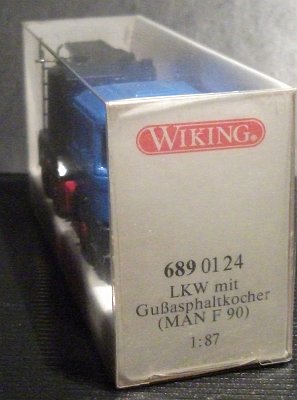 WIKING®
689 01 24
LKW mit
Gußasphaltkocher
(MAN F 90)
1:87